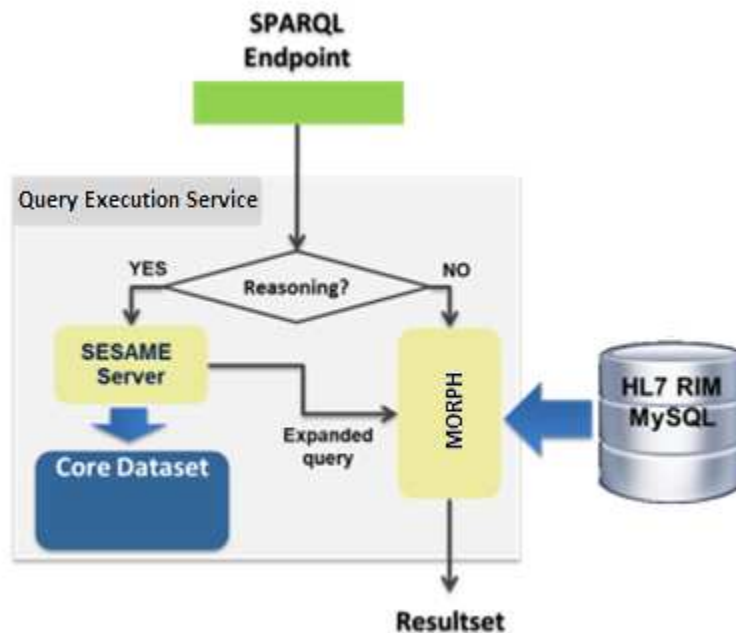 SPARQL
Endpoint
Query Execution Service
YES
NO
Reasoning?
SESAME
Server
MORPH
HL7 RIM
MySQL
Expanded
query
Core Dataset
Resultset